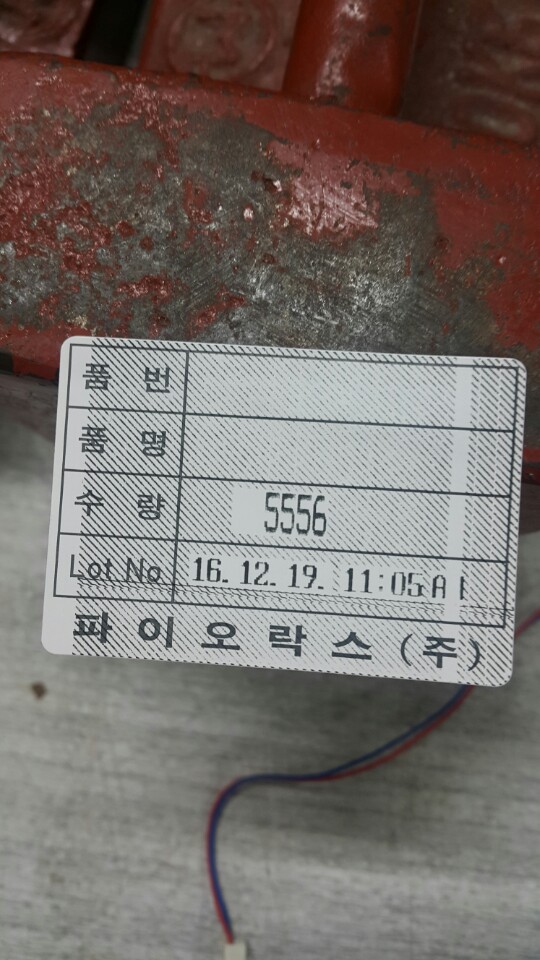 품 번
품 명
수 량 5556
Lot No 16. 12. 19. 11:05A1
파이오락스(주)